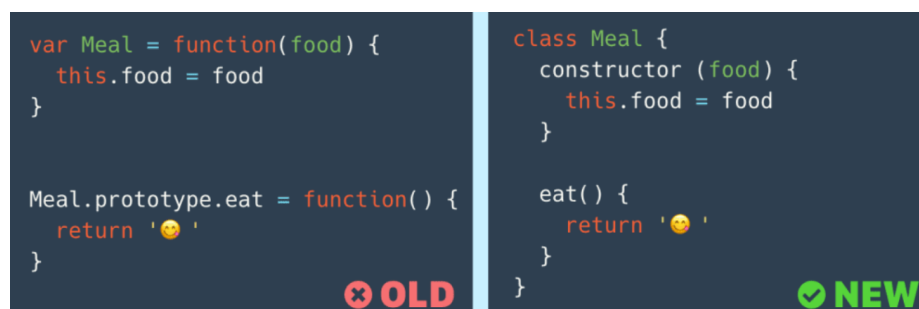 var Meal = function(food) {
  this.food = food
}
Meal.prototype.eat = function() {
  return '😋 '
}
OLD
class Meal {
  constructor (food) {
    this.food = food
  }
  eat() {
    return '😋 '
  }
}
NEW